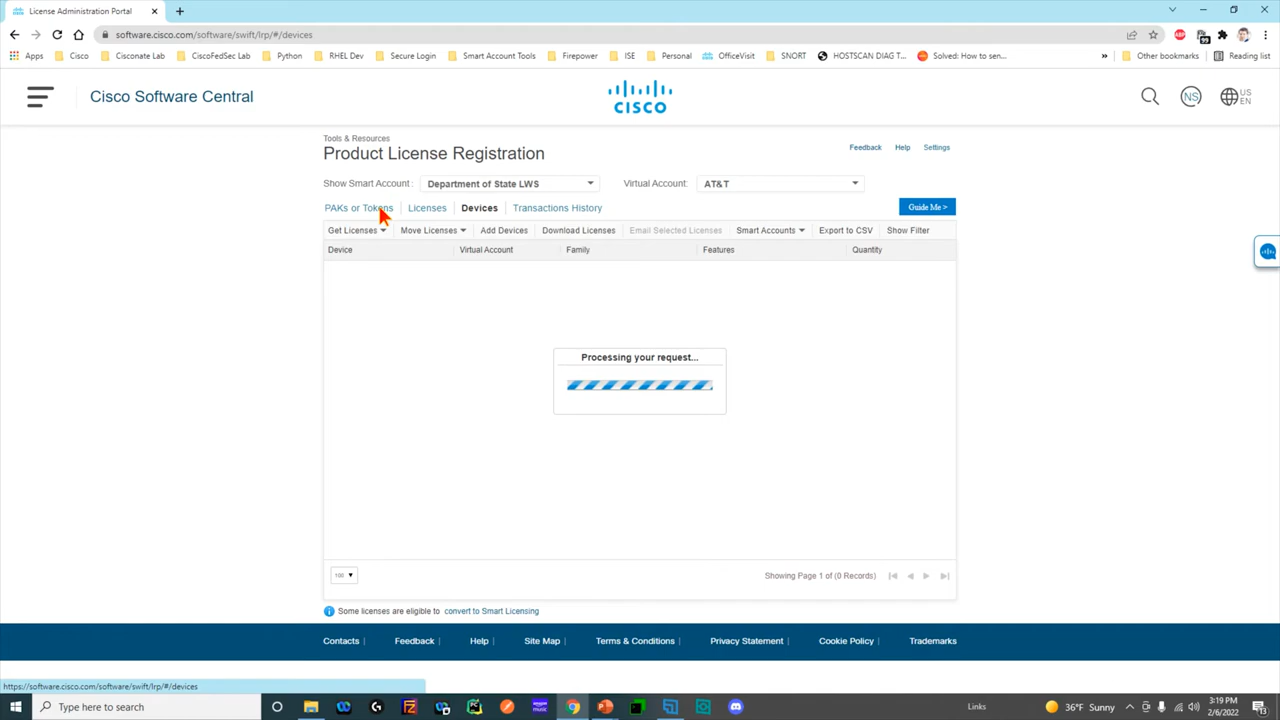 License Administration Portal
software.cisco.com/software/swift/lrp/#/devices
Apps Cisco Cisconate Lab CiscoFedSec Lab Python RHEL Dev Secure Login Smart Account Tools Firepower ISE Personal OfficeVisit SNORT HOSTSCAN DIAG T... Solved: How to sen... » Other bookmarks Reading list
Cisco Software Central
CISCO
NS
US
EN
Tools & Resources
Product License Registration
Feedback Help Settings
Show Smart Account : Department of State LWS Virtual Account: AT&T
PAKs or Tokens Licenses Devices Transactions History Guide Me >
Get Licenses Move Licenses Add Devices Download Licenses Email Selected Licenses Smart Accounts Export to CSV Show Filter
Device Virtual Account Family Features Quantity
Processing your request...
100 Showing Page 1 of (0 Records)
Some licenses are eligible to convert to Smart Licensing
Contacts | Feedback | Help | Site Map | Terms & Conditions | Privacy Statement | Cookie Policy | Trademarks
https://software.cisco.com/software/swift/lrp/#/devices
Type here to search
Links
36°F Sunny
3:19 PM
2/6/2022